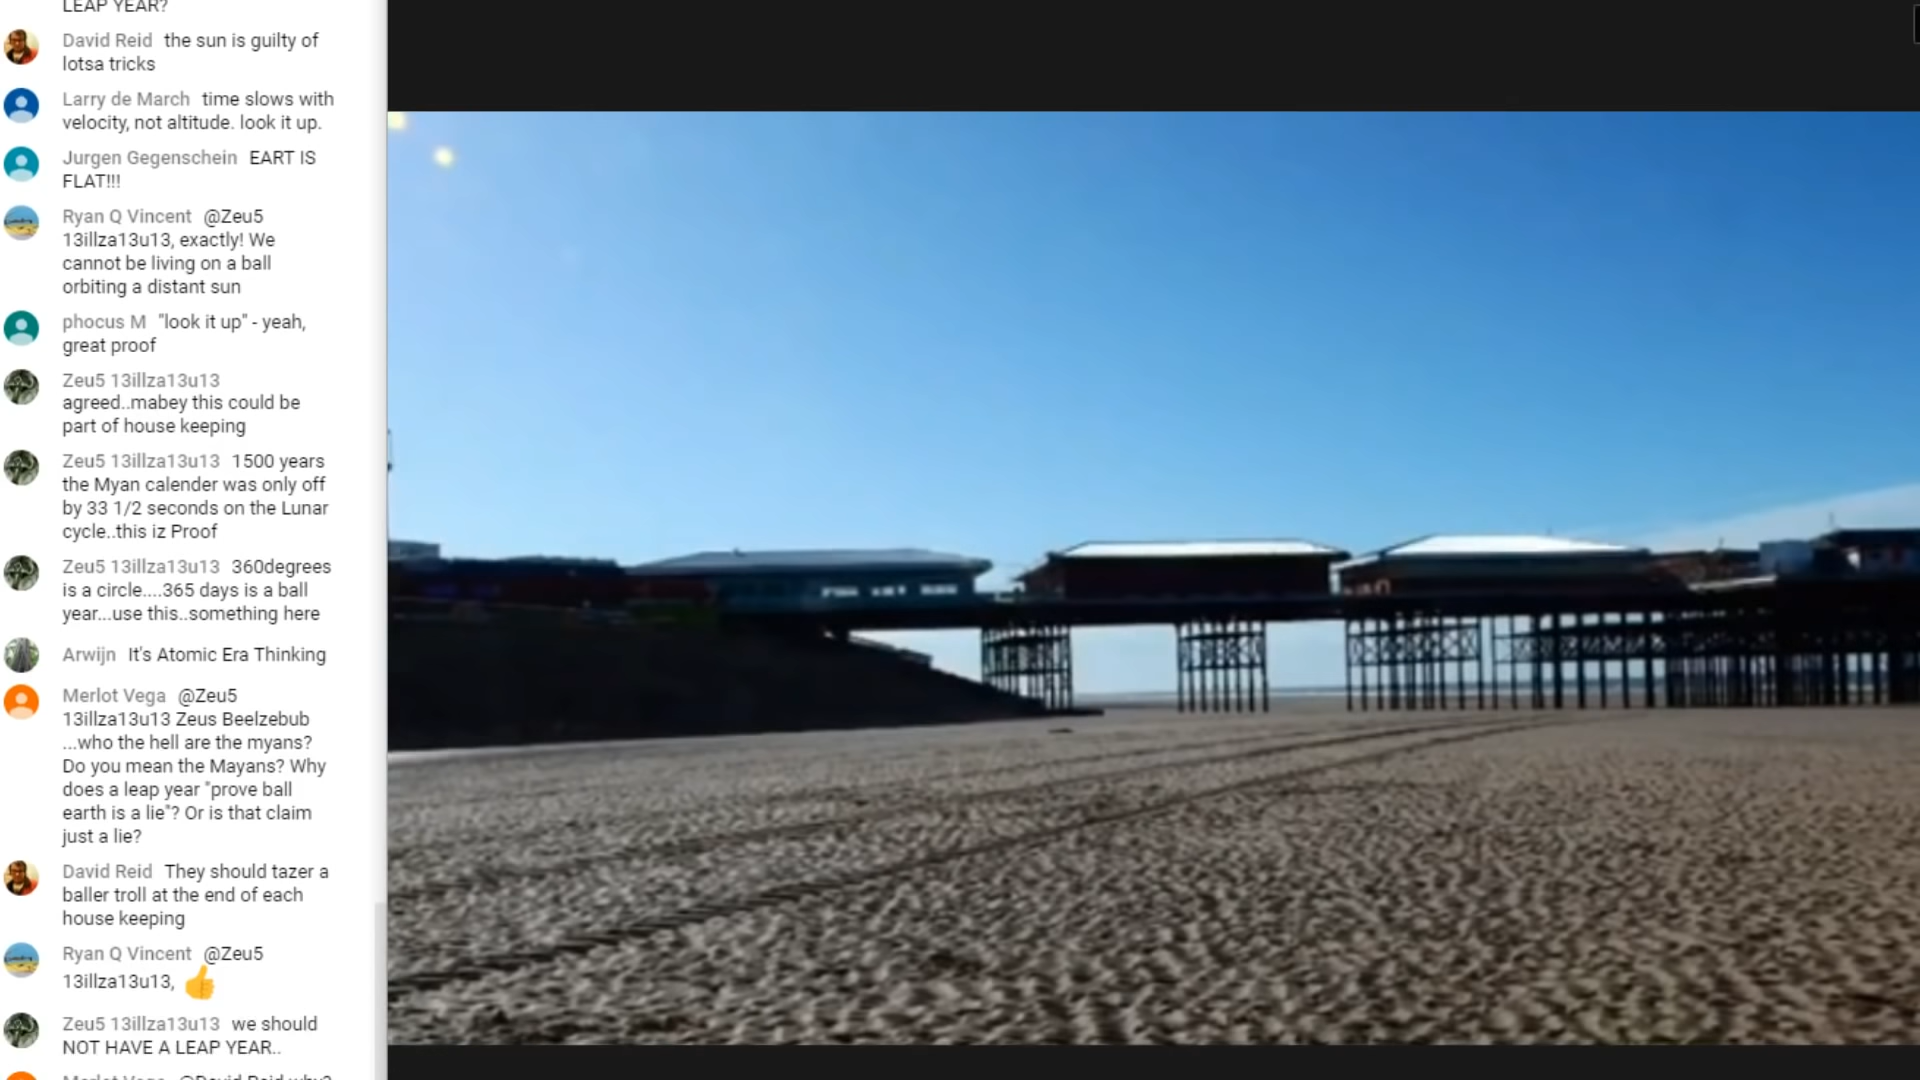 LEAP YEAR?
David Reid the sun is guilty of
lotsa tricks
Larry de March time slows with
velocity, not altitude. look it up.
Jurgen Gegenschein EART IS
FLAT!!!
Ryan Q Vincent @Zeu5
13illza13u13, exactly! We
cannot be living on a ball
orbiting a distant sun
phocus M "look it up" - yeah,
great proof
Zeu5 13illza13u13
agreed..mabey this could be
part of house keeping
Zeu5 13illza13u13 1500 years
the Myan calender was only off
by 33 1/2 seconds on the Lunar
cycle..this iz Proof
Zeu5 13illza13u13 360degrees
is a circle....365 days is a ball
year...use this..something here
Arwijn It's Atomic Era Thinking
Merlot Vega @Zeu5
13illza13u13 Zeus Beelzebub
...who the hell are the myans?
Do you mean the Mayans? Why
does a leap year "prove ball
earth is a lie"? Or is that claim
just a lie?
David Reid They should tazer a
baller troll at the end of each
house keeping
Ryan Q Vincent @Zeu5
13illza13u13,
Zeu5 13illza13u13 we should
NOT HAVE A LEAP YEAR..
Merlot Vega @David Reid why?